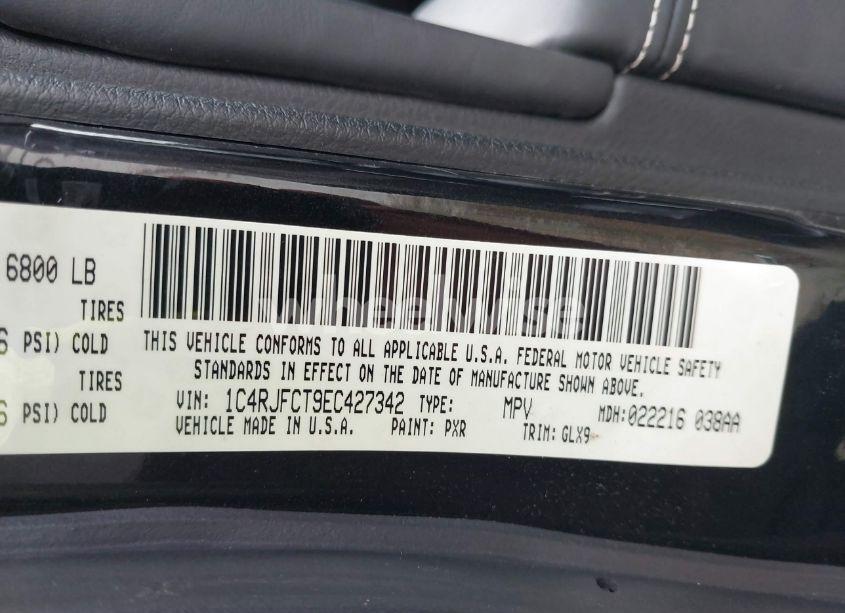 6800 LB
TIRES
PSI) COLD
TIRES
PSI) COLD
wheelwise
THIS VEHICLE CONFORMS TO ALL APPLICABLE U.S.A. FEDERAL MOTOR VEHICLE SAFETY
STANDARDS IN EFFECT ON THE DATE OF MANUFACTURE SHOWN ABOVE.
VIN: 1C4RJFCT9EC427342 TYPE: MPV MDH:022216 038AA
VEHICLE MADE IN U.S.A. PAINT: PXR TRIM: GLX9